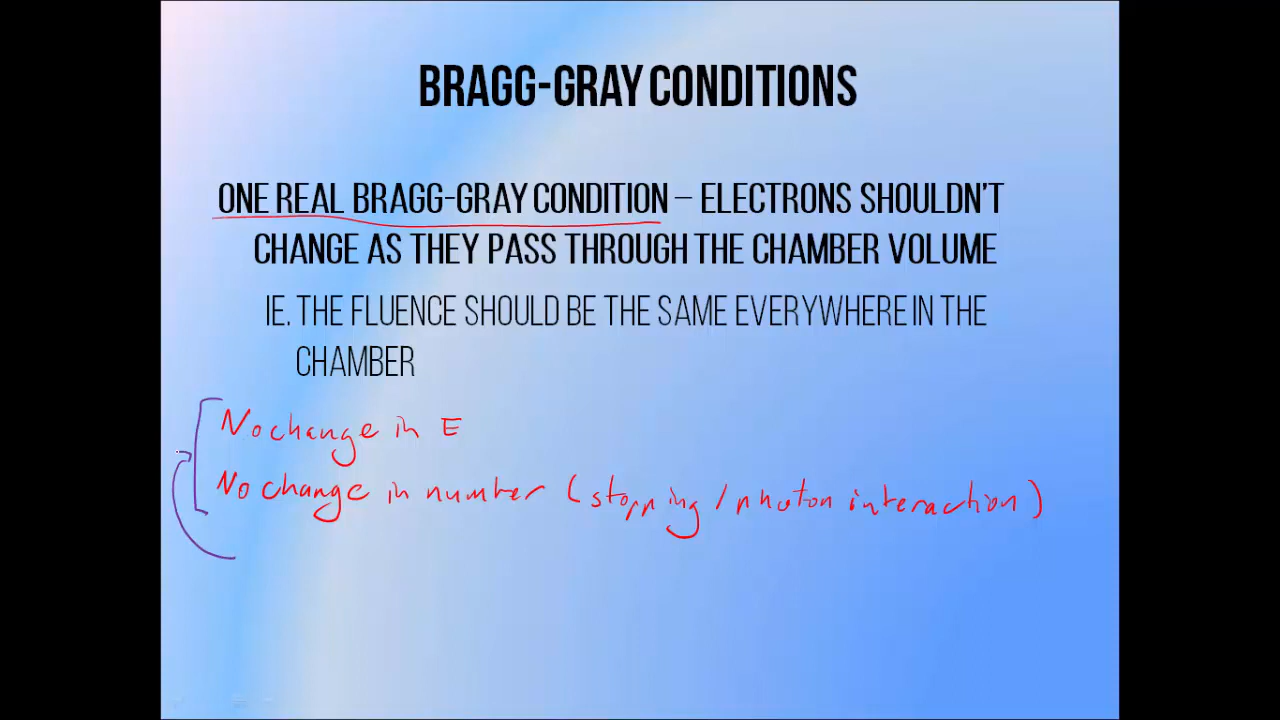 BRAGG-GRAY CONDITIONS
ONE REAL BRAGG-GRAY CONDITION – ELECTRONS SHOULDN'T
CHANGE AS THEY PASS THROUGH THE CHAMBER VOLUME
IE. THE FLUENCE SHOULD BE THE SAME EVERYWHERE IN THE
CHAMBER
No change in E
No change in number (stopping / photon interaction)